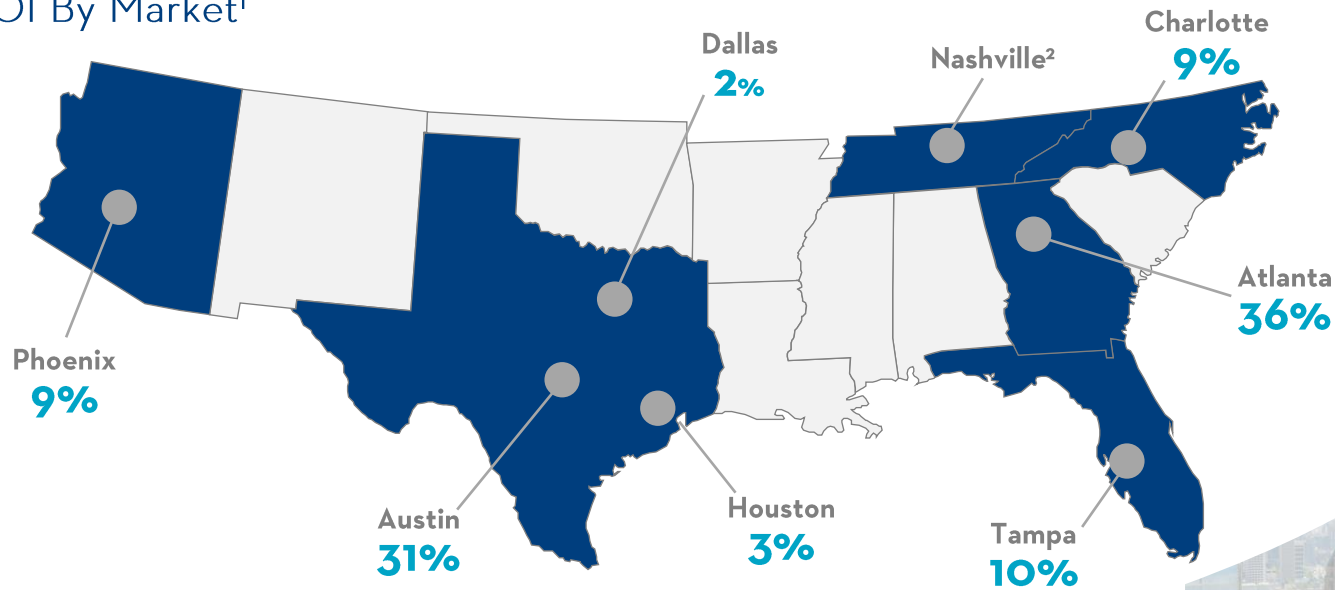 OI By Market¹
Charlotte
9%
Dallas
2%
Nashville²
Atlanta
36%
Phoenix
9%
Austin
31%
Houston
3%
Tampa
10%